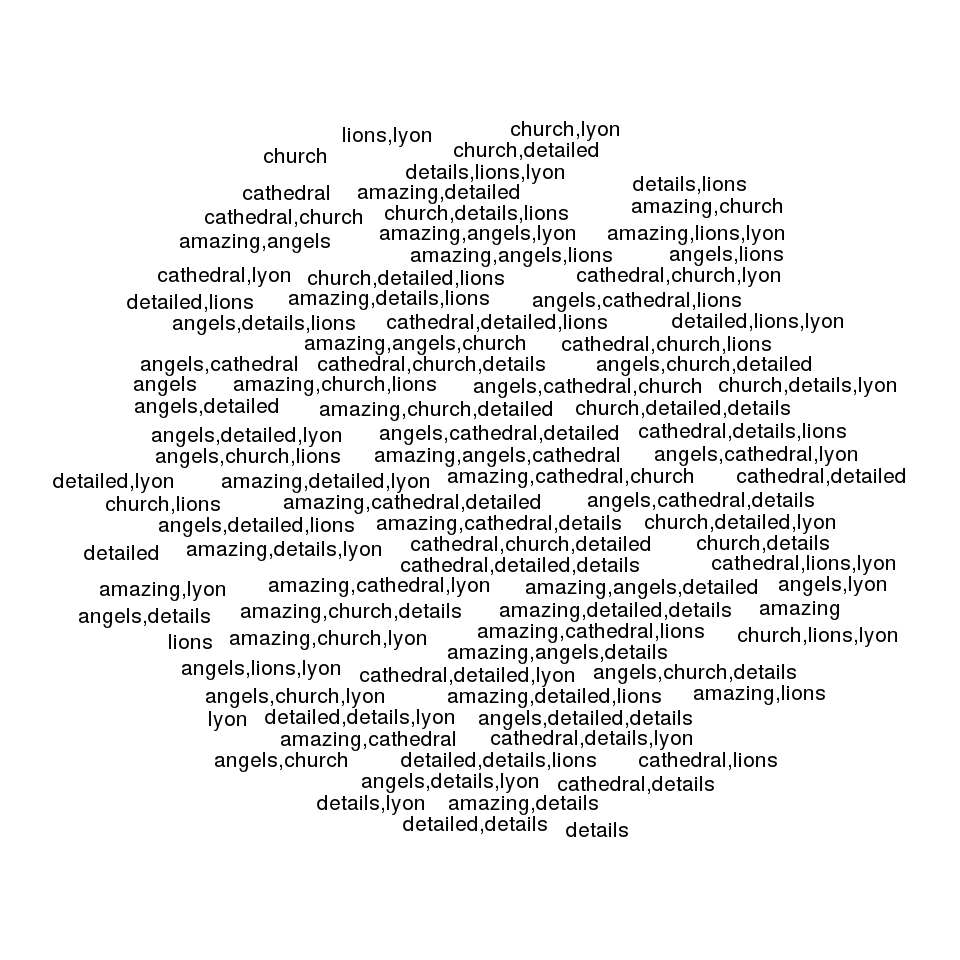 church,lyon
lions,lyon
church,detailed
church
details,lions,lyon
details,lions
cathedral amazing,detailed
amazing,church
cathedral,church church,details,lions
amazing,angels,lyon amazing,lions,lyon
amazing,angels
amazing,angels,lions angels,lions
cathedral,lyon church,detailed,lions cathedral,church,lyon
detailed,lions amazing,details,lions angels,cathedral,lions
angels,details,lions cathedral,detailed,lions detailed,lions,lyon
amazing,angels,church cathedral,church,lions
angels,cathedral cathedral,church,details angels,church,detailed
angels amazing,church,lions angels,cathedral,church church,details,lyon
angels,detailed amazing,church,detailed church,detailed,details
angels,detailed,lyon angels,cathedral,detailed cathedral,details,lions
angels,church,lions amazing,angels,cathedral angels,cathedral,lyon
detailed,lyon amazing,detailed,lyon amazing,cathedral,church cathedral,detailed
church,lions amazing,cathedral,detailed angels,cathedral,details
angels,detailed,lions amazing,cathedral,details church,detailed,lyon
detailed amazing,details,lyon cathedral,church,detailed church,details
cathedral,detailed,details cathedral,lions,lyon
amazing,lyon amazing,cathedral,lyon amazing,angels,detailed angels,lyon
angels,details amazing,church,details amazing,detailed,details amazing
lions amazing,church,lyon amazing,cathedral,lions church,lions,lyon
amazing,angels,details
angels,lions,lyon cathedral,detailed,lyon angels,church,details
angels,church,lyon amazing,detailed,lions amazing,lions
lyon detailed,details,lyon angels,detailed,details
amazing,cathedral cathedral,details,lyon
angels,church detailed,details,lions cathedral,lions
angels,details,lyon cathedral,details
details,lyon amazing,details
detailed,details details